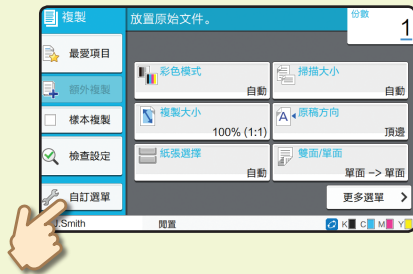 複製
放置原始文件。
份數
1
最愛項目
額外複製
樣本複製
檢查設定
自訂選單
彩色模式
自動
掃描大小
自動
複製大小
100% (1:1)
原稿方向
頂邊
紙張選擇
自動
雙面/單面
單面 -> 單面
更多選單
.Smith
閒置
K C M Y